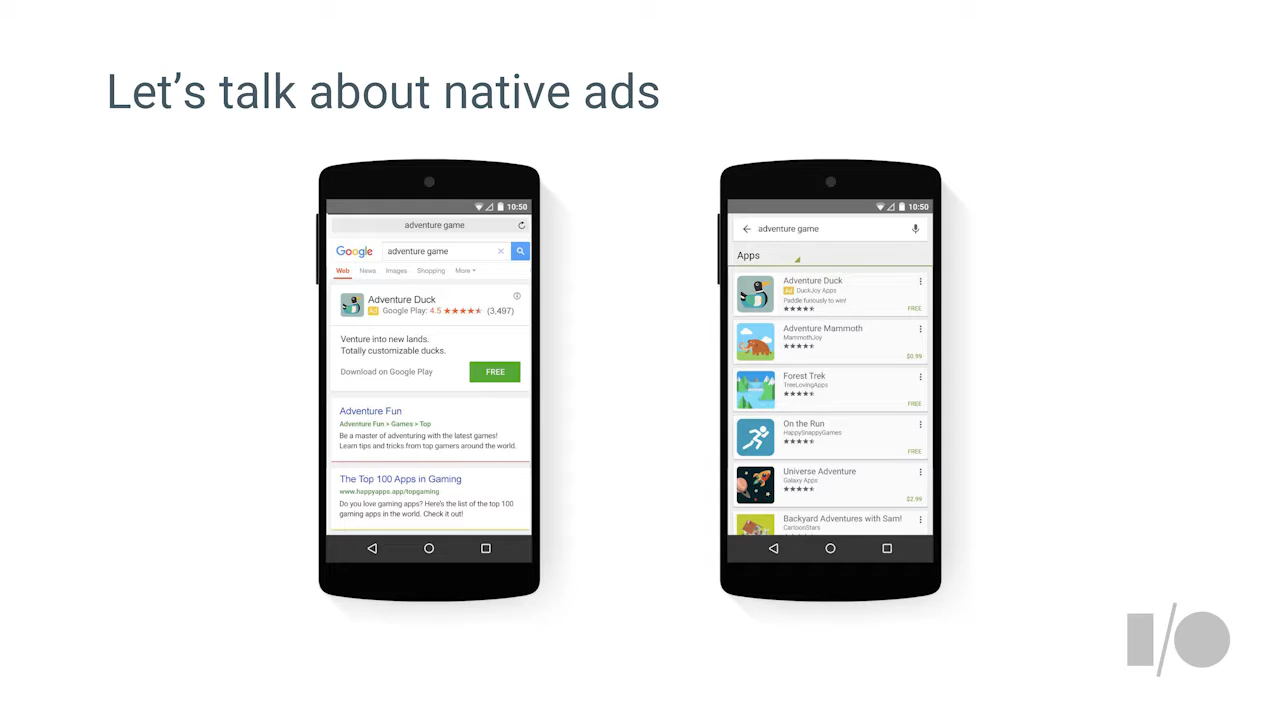 Let's talk about native ads
10:50
adventure game
Google
adventure game
Web News Images Shopping More
Adventure Duck
Ad Google Play: 4.5 (3,497)
Venture into new lands.
Totally customizable ducks.
Download on Google Play FREE
Adventure Fun
Adventure Fun > Games > Top
Be a master of adventuring with the latest games!
Learn tips and tricks from top gamers around the world.
The Top 100 Apps in Gaming
www.happyapps.app/topgaming
Do you love gaming apps? Here's the list of the top 100
gaming apps in the world. Check it out!
10:50
adventure game
Apps
Adventure Duck
Ad DuckJoy Apps
Paddle furiously to win!
FREE
Adventure Mammoth
MammothJoy
$0.99
Forest Trek
TreeLovingApps
FREE
On the Run
HappySnappyGames
FREE
Universe Adventure
Galaxy Apps
$2.99
Backyard Adventures with Sam!
CartoonStars
I/O